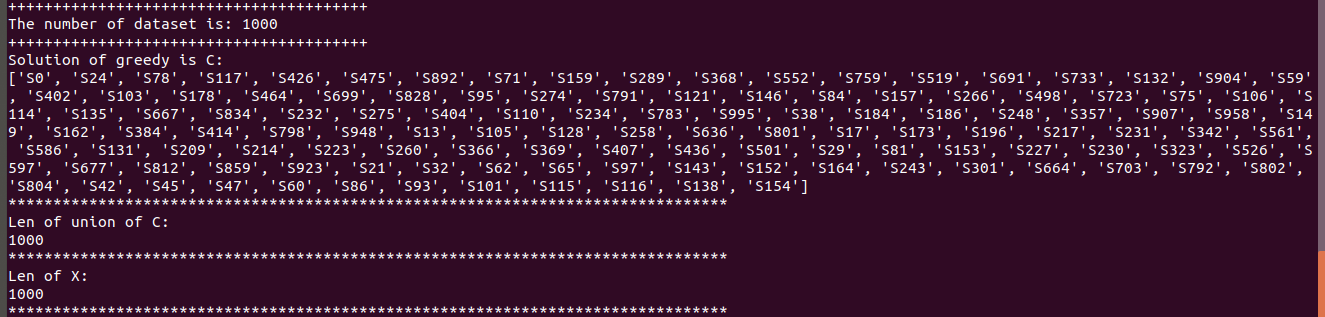 ++++++++++++++++++++++++++++++++++++++++
The number of dataset is: 1000
++++++++++++++++++++++++++++++++++++++++
Solution of greedy is C:
['S0', 'S24', 'S78', 'S117', 'S426', 'S475', 'S892', 'S71', 'S159', 'S289', 'S368', 'S552', 'S759', 'S519', 'S691', 'S733', 'S132', 'S904', 'S59'
, 'S402', 'S103', 'S178', 'S464', 'S699', 'S828', 'S95', 'S274', 'S791', 'S121', 'S146', 'S84', 'S157', 'S266', 'S498', 'S723', 'S75', 'S106', 'S
114', 'S135', 'S667', 'S834', 'S232', 'S275', 'S404', 'S110', 'S234', 'S783', 'S995', 'S38', 'S184', 'S186', 'S248', 'S357', 'S907', 'S958', 'S14
9', 'S162', 'S384', 'S414', 'S798', 'S948', 'S13', 'S105', 'S128', 'S258', 'S636', 'S801', 'S17', 'S173', 'S196', 'S217', 'S231', 'S342', 'S561',
 'S586', 'S131', 'S209', 'S214', 'S223', 'S260', 'S366', 'S369', 'S407', 'S436', 'S501', 'S29', 'S81', 'S153', 'S227', 'S230', 'S323', 'S526', 'S
597', 'S677', 'S812', 'S859', 'S923', 'S21', 'S32', 'S62', 'S65', 'S97', 'S143', 'S152', 'S164', 'S243', 'S301', 'S664', 'S703', 'S792', 'S802',
'S804', 'S42', 'S45', 'S47', 'S60', 'S86', 'S93', 'S101', 'S115', 'S116', 'S138', 'S154']
********************************************************************************
Len of union of C:
1000
********************************************************************************
Len of X:
1000
********************************************************************************